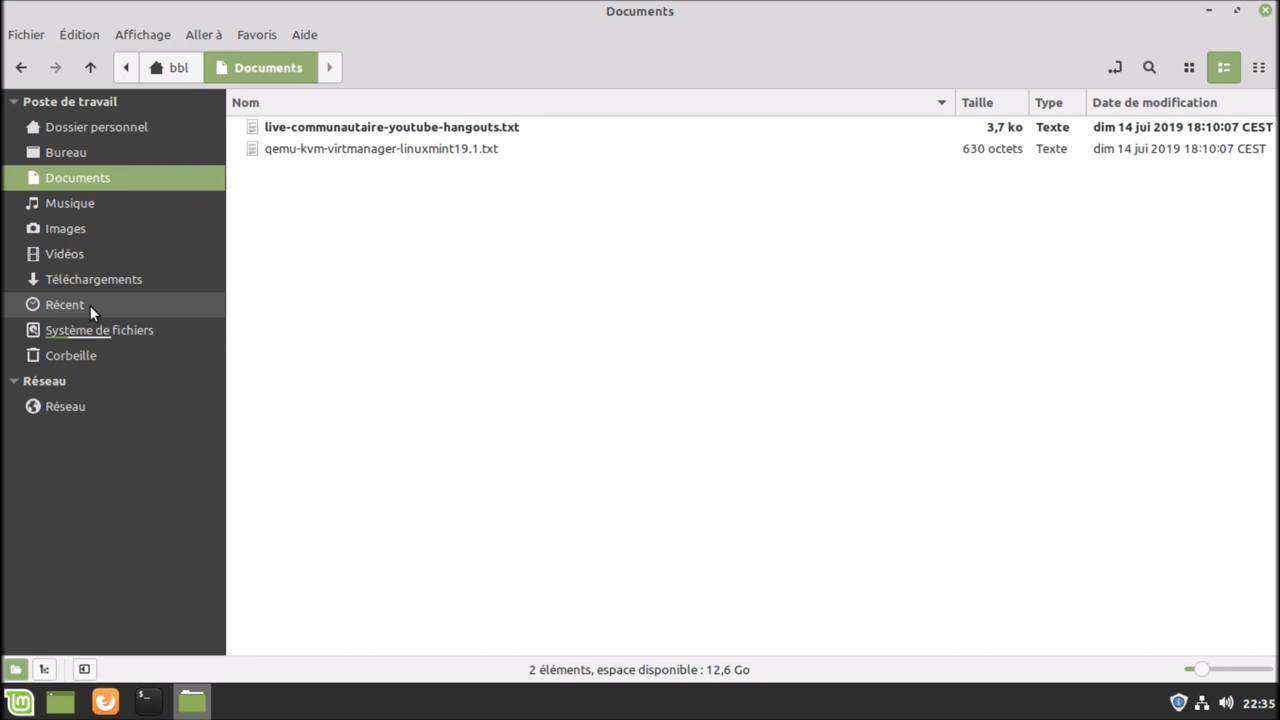 Documents
Fichier Édition Affichage Aller à Favoris Aide
bbl Documents
Poste de travail
Dossier personnel
Bureau
Documents
Musique
Images
Vidéos
Téléchargements
Récent
Système de fichiers
Corbeille
Réseau
Réseau
Nom Taille Type Date de modification
live-communautaire-youtube-hangouts.txt 3,7 ko Texte dim 14 jui 2019 18:10:07 CEST
qemu-kvm-virtmanager-linuxmint19.1.txt 630 octets Texte dim 14 jui 2019 18:10:07 CEST
2 éléments, espace disponible : 12,6 Go
22:35